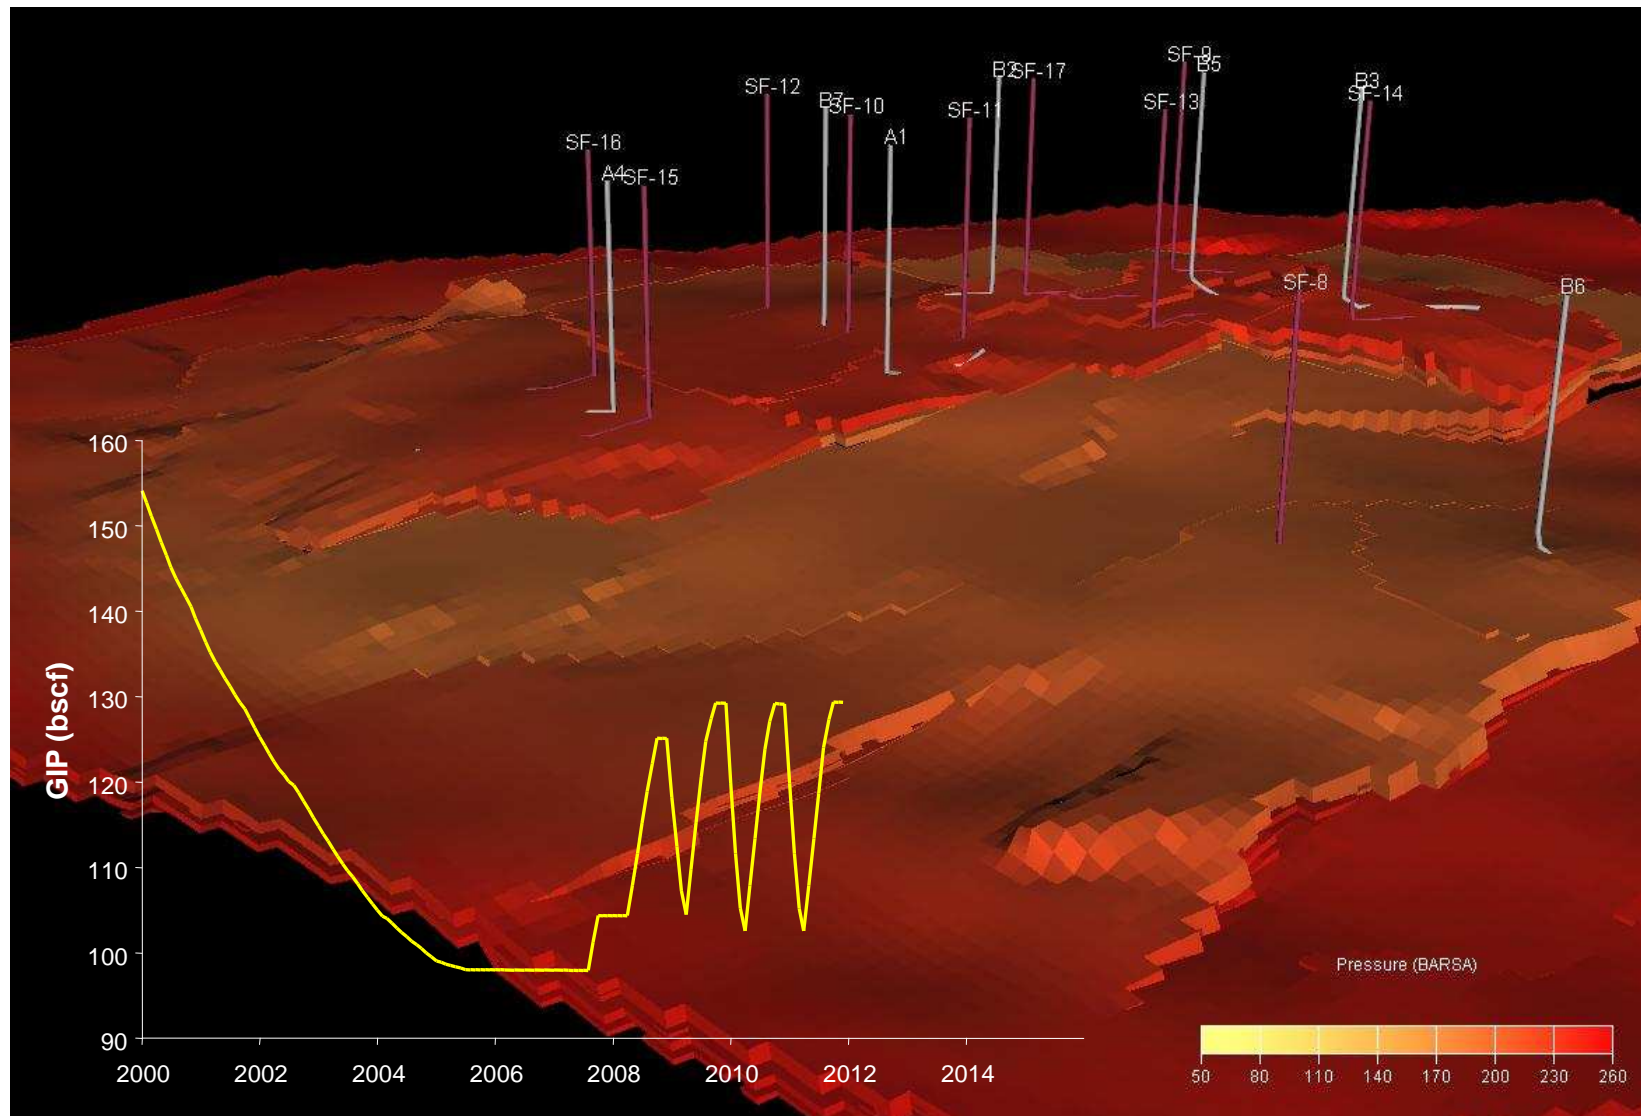 SF-9
B5
B2
SF-17
B3
SF-14
SF-12
B7
SF-10
SF-11
SF-13
A1
SF-16
A4
SF-15
SF-8
B6
160
150
140
130
120
110
100
90
GIP (bscf)
2000 2002 2004 2006 2008 2010 2012 2014
Pressure (BARSA)
50 80 110 140 170 200 230 260